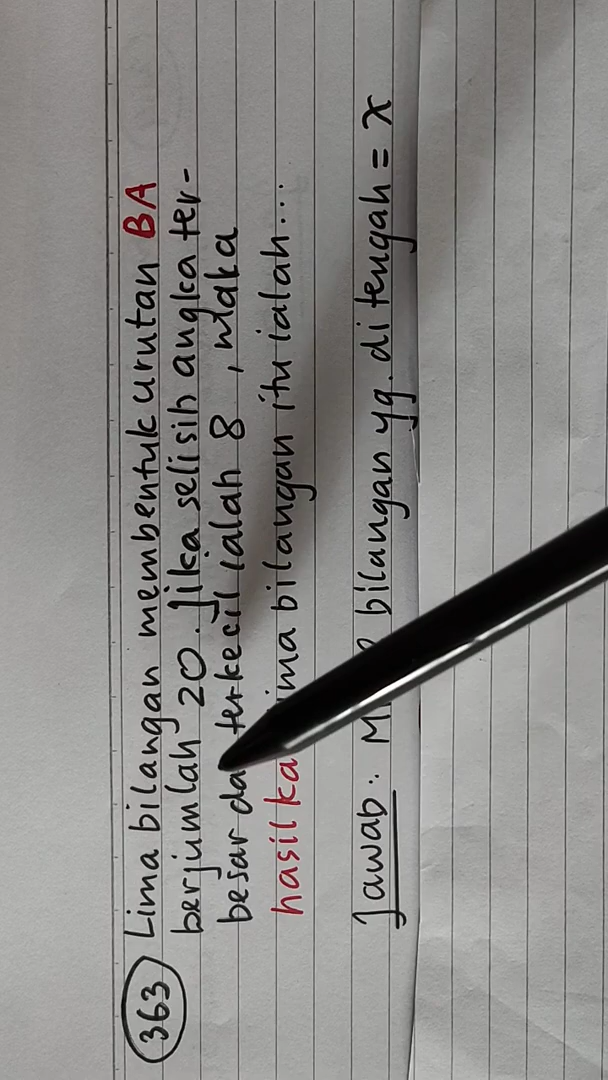 363 Lima bilangan membentuk urutan BA
berjumlah 20. Jika selisih angka ter-
besar da terkecil ialah 8, maka
hasil ka ima bilangan itu ialah...
Jawab: M bilangan yg. di tengah = x